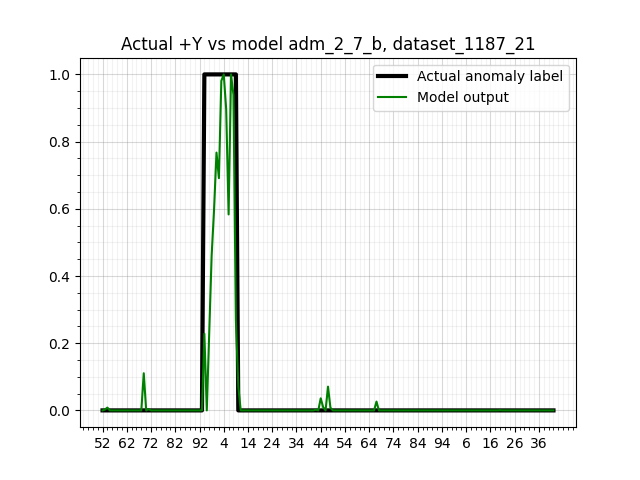 Actual +Y vs model adm_2_7_b, dataset_1187_21
Actual anomaly label
Model output
1.0
0.8
0.6
0.4
0.2
0.0
52 62 72 82 92 4 14 24 34 44 54 64 74 84 94 6 16 26 36